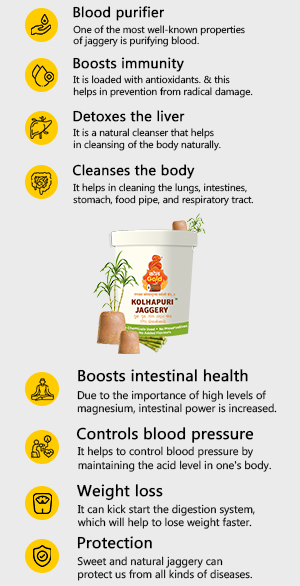 Blood purifier
One of the most well-known properties
of jaggery is purifying blood.
Boosts immunity
It is loaded with antioxidants. & this
helps in prevention from radical damage.
Detoxes the liver
It is a natural cleanser that helps
in cleansing of the body naturally.
Cleanses the body
It helps in cleaning the lungs, intestines,
stomach, food pipe, and respiratory tract.
Gold
KOLHAPURI
JAGGERY
Boosts intestinal health
Due to the importance of high levels of
magnesium, intestinal power is increased.
Controls blood pressure
It helps to control blood pressure by
maintaining the acid level in one's body.
Weight loss
It can kick start the digestion system,
which will help to lose weight faster.
Protection
Sweet and natural jaggery can
protect us from all kinds of diseases.